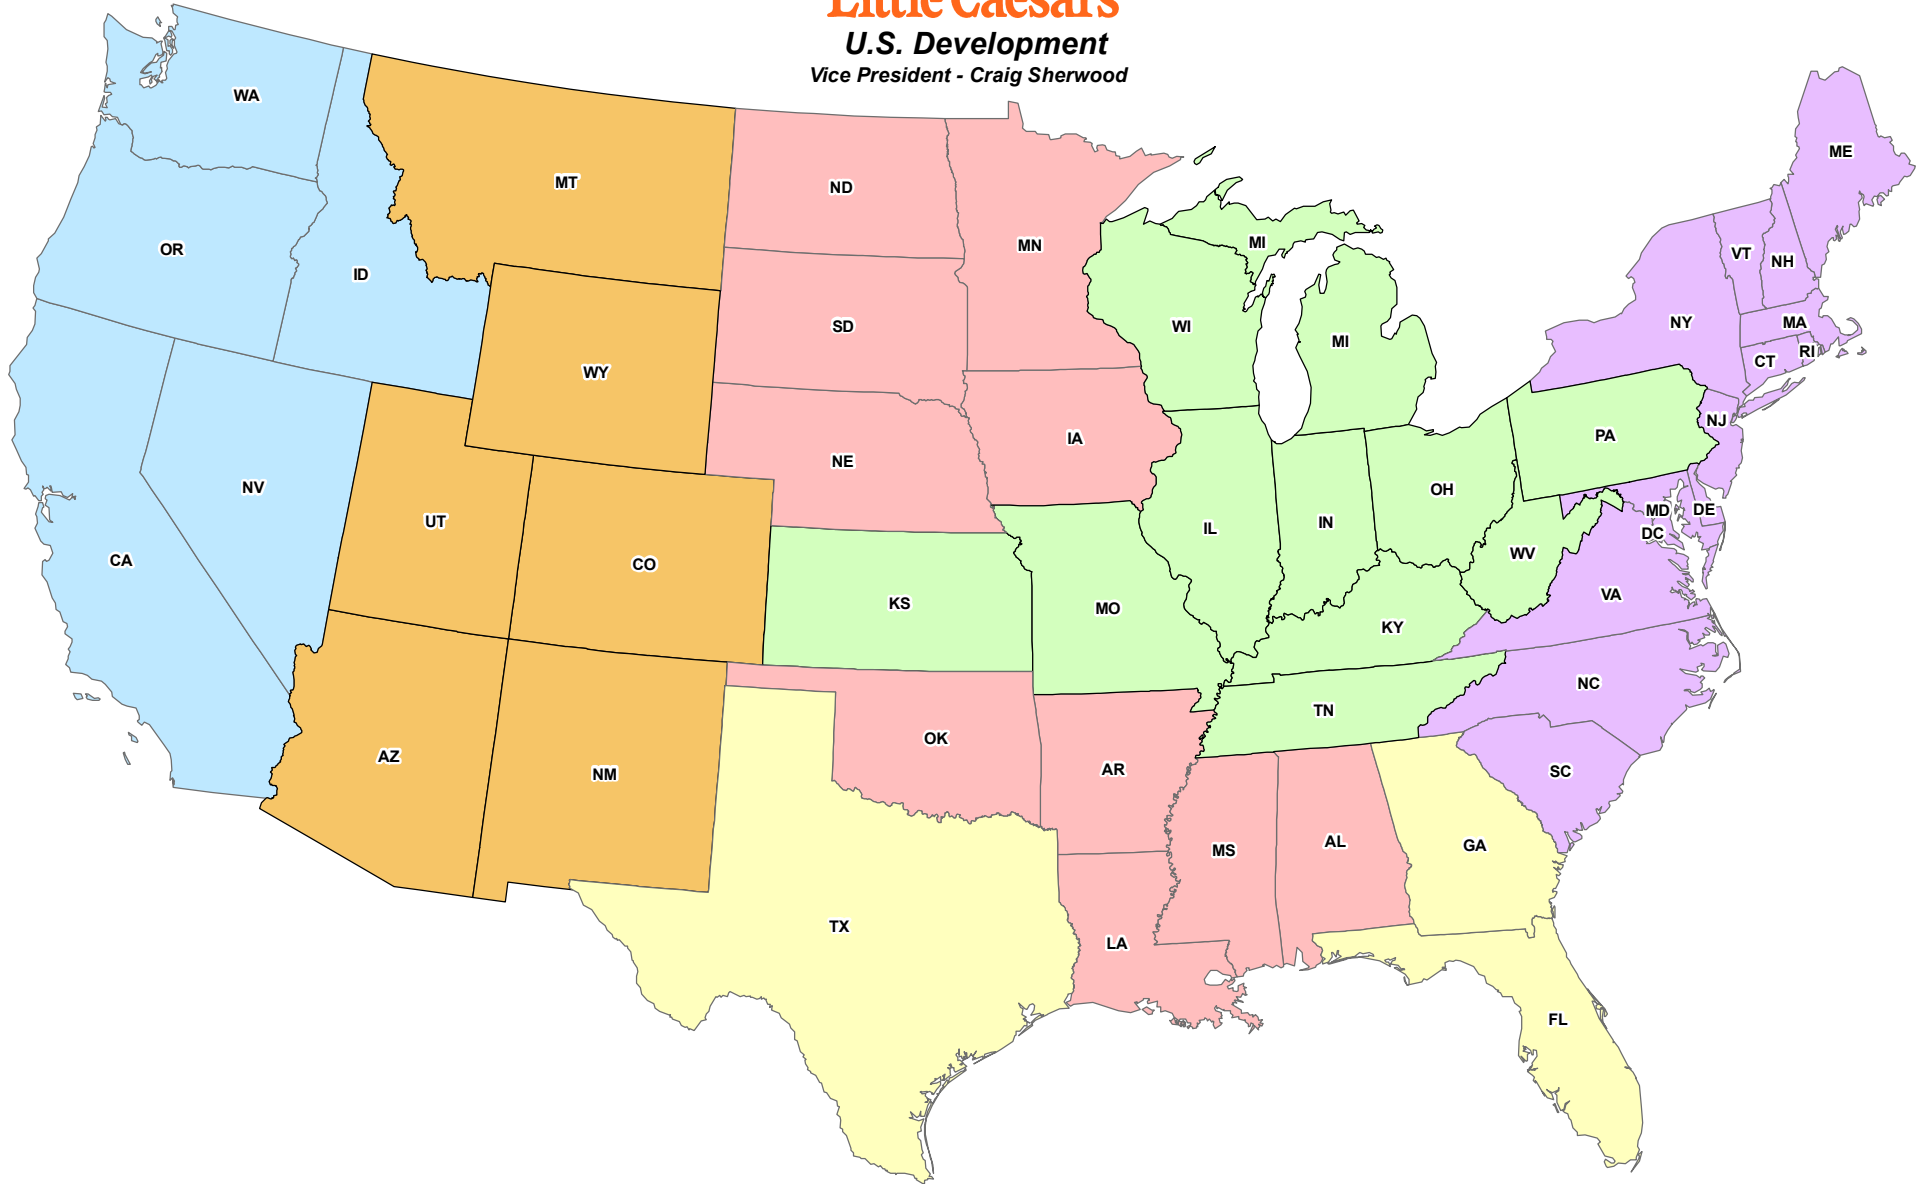 Little Caesars
U.S. Development
Vice President - Craig Sherwood
WA
MT
ND
MN
ME
OR
ID
MI
VT
NH
SD
WI
MI
NY
MA
RI
CT
WY
NE
IA
PA
NJ
NV
UT
CO
IL
IN
OH
MD
DE
DC
CA
KS
MO
WV
VA
KY
NC
TN
AZ
NM
OK
AR
SC
TX
MS
AL
GA
LA
FL